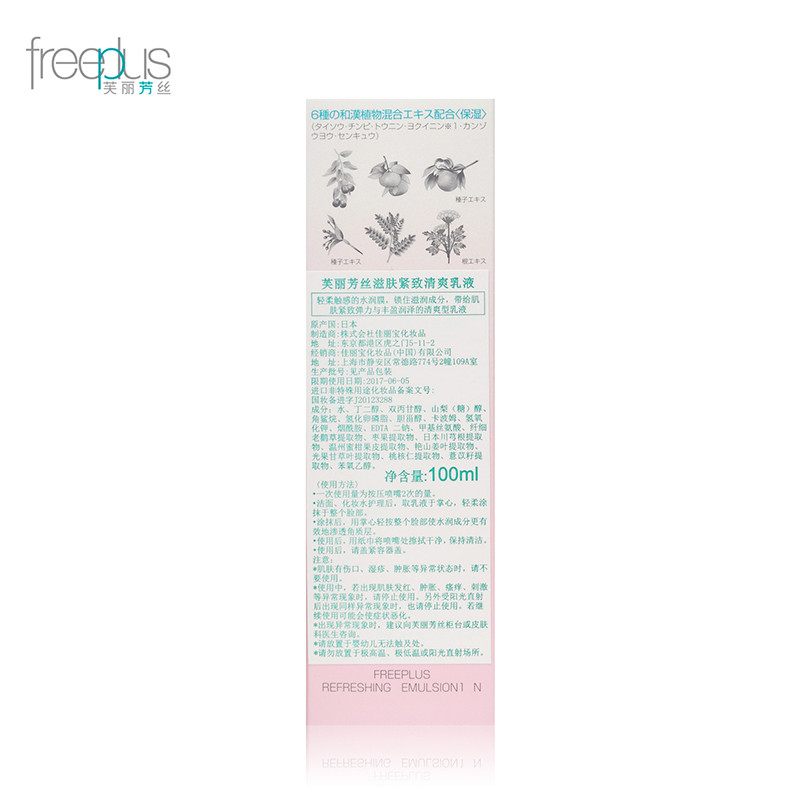 freeplus
芙丽芳丝
6種の和漢植物混合エキス配合〈保湿〉
(タイソウ・チンピ・トウニン・ヨクイニン※1・カンゾ
ウヨウ・センキュウ)
種子エキス
種子エキス
根エキス
芙丽芳丝滋肤紧致清爽乳液
轻柔触感的水润膜，锁住滋润成分，带给肌
肤紧致弹力与丰盈润泽的清爽型乳液
原产国:日本
制造商:株式会社佳丽宝化妆品
地 址:东京都港区虎之门5-11-2
经销商:佳丽宝化妆品(中国)有限公司
地 址:上海市静安区常德路774号2幢109A室
生产批号:见产品包装
限期使用日期:2017-06-05
进口非特殊用途化妆品备案文号:
国妆备进字J20123288
成分:水、丁二醇、双丙甘醇、山梨（糖）醇、
角鲨烷、氢化卵磷脂、胆甾醇、卡波姆、氢氧
化钾、烟酰胺、EDTA 二钠、甲基丝氨酸、纤细
老鹳草提取物、枣果提取物、日本川芎根提取
物、温州蜜柑果皮提取物、艳山姜叶提取物、
光果甘草叶提取物、桃核仁提取物、薏苡籽提
取物、苯氧乙醇。
净含量:100ml
（使用方法）
•一次使用量为按压喷嘴2次的量。
•洁面、化妆水护理后，取乳液于掌心，轻柔涂
抹于整个脸部。
•涂抹后，用掌心轻按整个脸部使水润成分更有
效地渗透角质层。
•使用后，用纸巾将喷嘴处擦拭干净，保持清洁。
•使用后，请盖紧容器盖。
注意:
*肌肤有伤口、湿疹、肿胀等异常状态时，请不
要使用。
*使用中，若出现肌肤发红、肿胀、瘙痒、刺激
等异常现象时，请停止使用。另外受阳光直射
后出现同样异常现象时，也请停止使用。若继
续使用可能会使症状恶化。
*出现异常现象时，建议向芙丽芳丝柜台或皮肤
科医生咨询。
*请放置于婴幼儿无法触及处。
*请勿放置于极高温、极低温或阳光直射场所。
FREEPLUS
REFRESHING EMULSION1 N